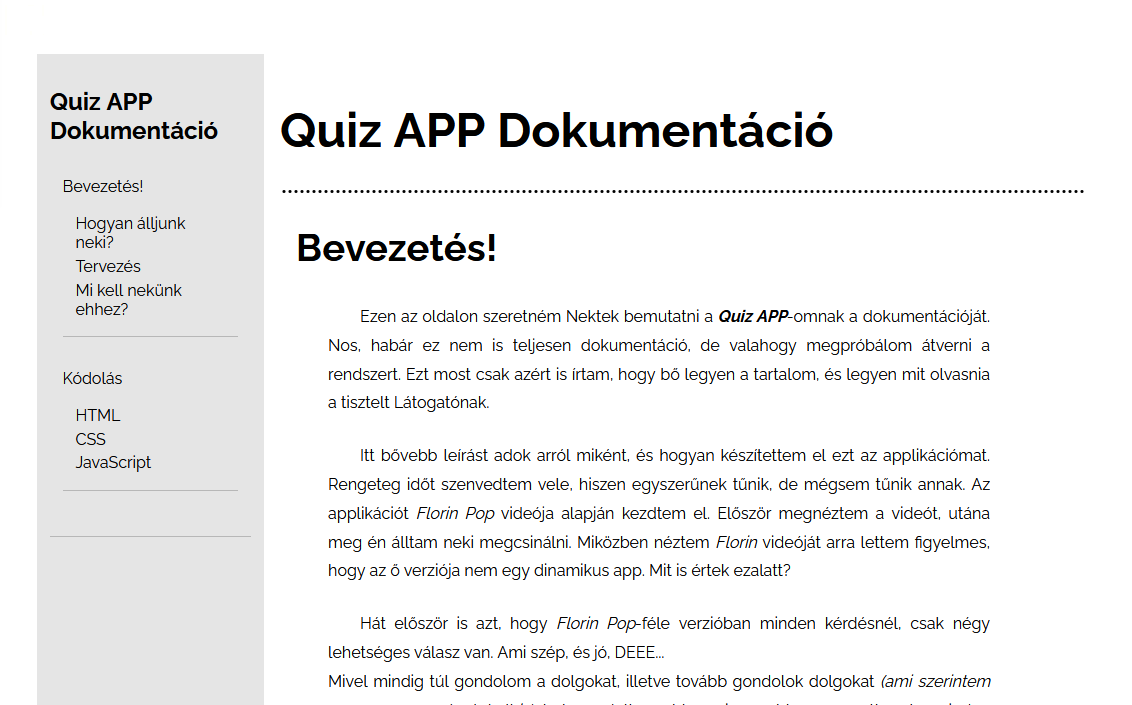 Quiz APP
Dokumentáció
Bevezetés!
Hogyan álljunk
neki?
Tervezés
Mi kell nekünk
ehhez?
Kódolás
HTML
CSS
JavaScript
Quiz APP Dokumentáció
Bevezetés!
Ezen az oldalon szeretném Nektek bemutatni a Quiz APP-omnak a dokumentációját.
Nos, habár ez nem is teljesen dokumentáció, de valahogy megpróbálom átverni a
rendszert. Ezt most csak azért is írtam, hogy bő legyen a tartalom, és legyen mit olvasnia
a tisztelt Látogatónak.
Itt bővebb leírást adok arról miként, és hogyan készítettem el ezt az applikációmat.
Rengeteg időt szenvedtem vele, hiszen egyszerűnek tűnik, de mégsem tűnik annak. Az
applikációt Florin Pop videója alapján kezdtem el. Először megnéztem a videót, utána
meg én álltam neki megcsinálni. Miközben néztem Florin videóját arra lettem figyelmes,
hogy az ő verziója nem egy dinamikus app. Mit is értek ezalatt?
Hát először is azt, hogy Florin Pop-féle verzióban minden kérdésnél, csak négy
lehetséges válasz van. Ami szép, és jó, DEEE...
Mivel mindig túl gondolom a dolgokat, illetve tovább gondolok dolgokat (ami szerintem